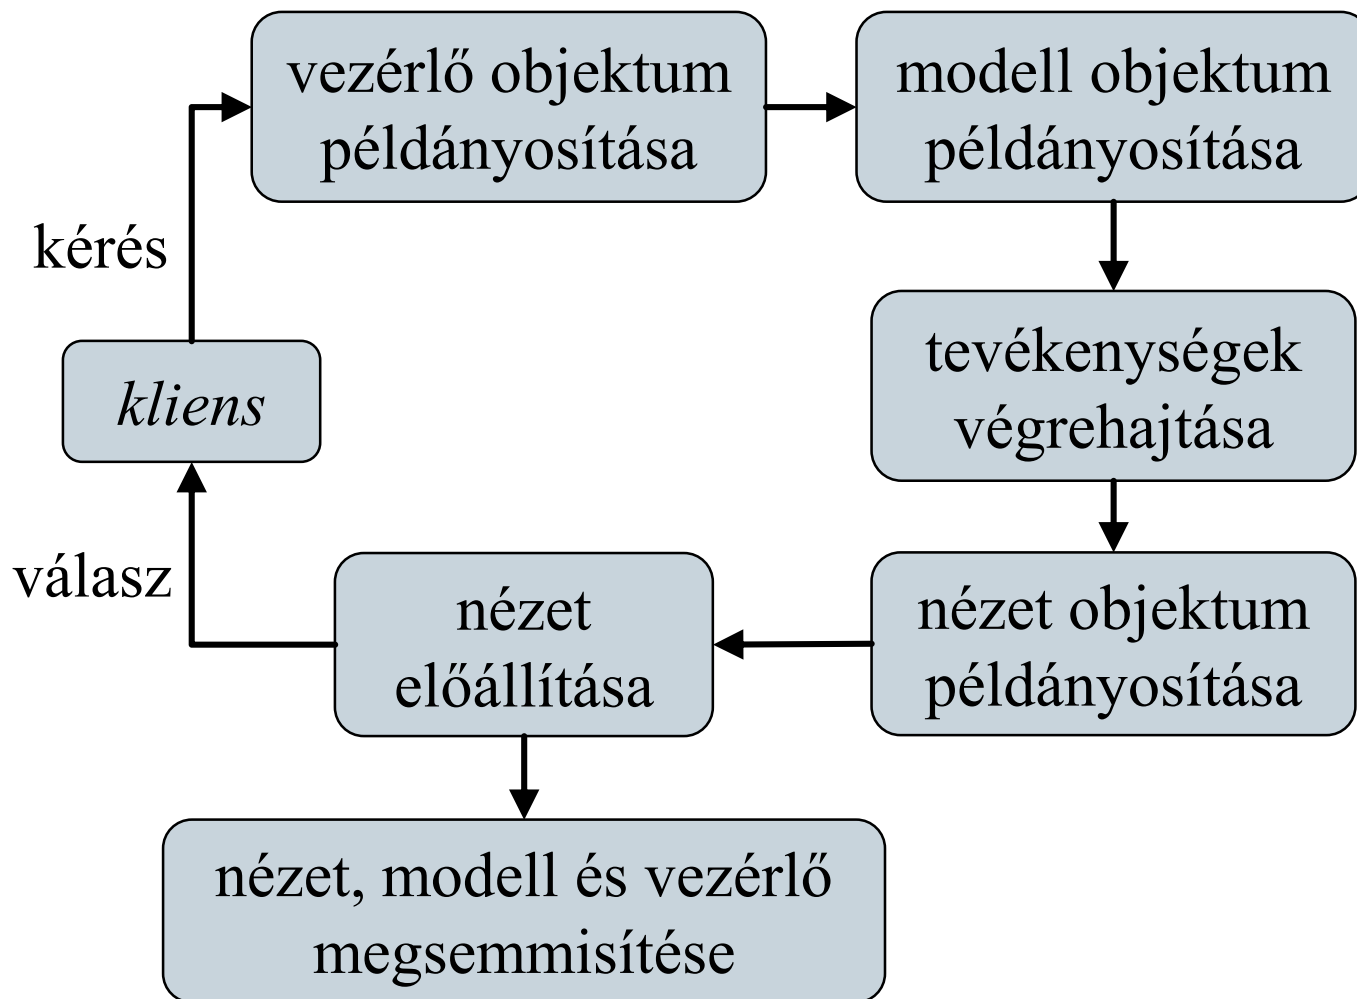 vezérlő objektum
példányosítása
modell objektum
példányosítása
kérés
tevékenységek
végrehajtása
kliens
válasz
nézet
előállítása
nézet objektum
példányosítása
nézet, modell és vezérlő
megsemmisítése